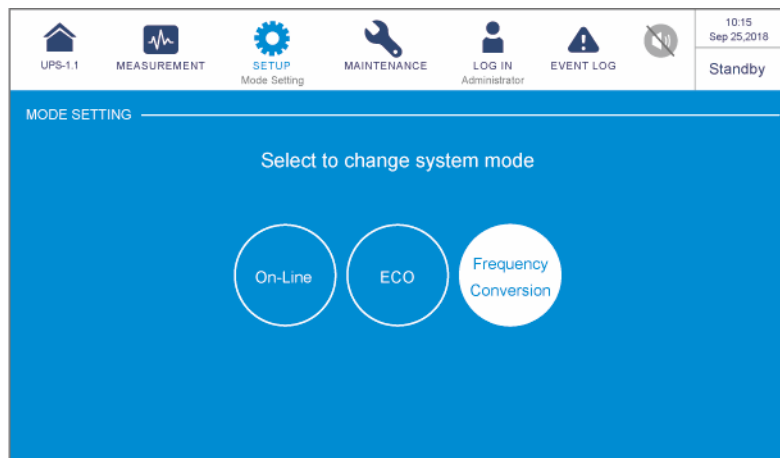 10:15
Sep 25,2018
UPS-1.1 MEASUREMENT SETUP MAINTENANCE LOG IN EVENT LOG
Mode Setting Administrator
Standby
MODE SETTING
Select to change system mode
On-Line ECO Frequency
Conversion